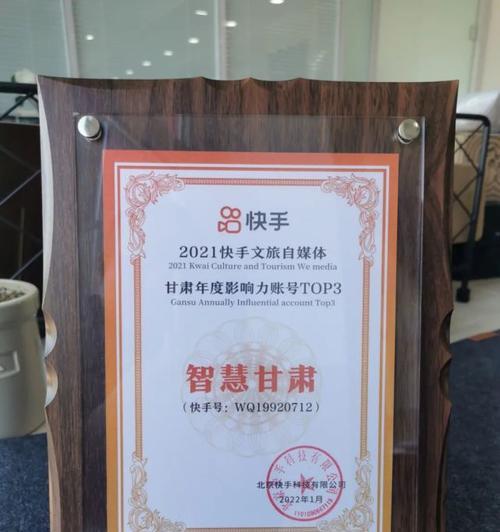 快手
2021快手文旅自媒体
2021 Kwai Culture and Tourism We media
甘肃年度影响力账号TOP3
Gansu Annually Influential account Top3
智慧甘肃
（快手号：WQ19920712）
北京快手科技有限公司
2022年1月